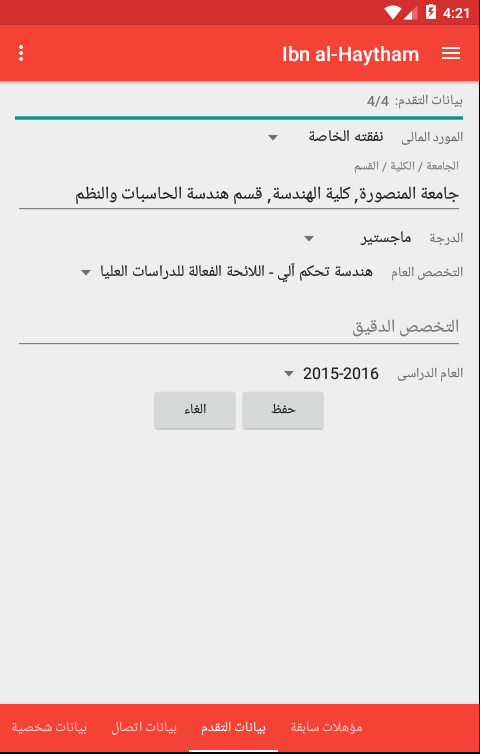 4:21
Ibn al-Haytham
بيانات التقدم: 4/4
المورد المالى نفقته الخاصة
الجامعة / الكلية / القسم
جامعة المنصورة, كلية الهندسة, قسم هندسة الحاسبات والنظم
الدرجة ماجستير
التخصص العام هندسة تحكم آلي - اللائحة الفعالة للدراسات العليا
التخصص الدقيق
العام الدراسى 2015-2016
حفظ الغاء
مؤهلات سابقة بيانات التقدم بيانات اتصال بيانات شخصية